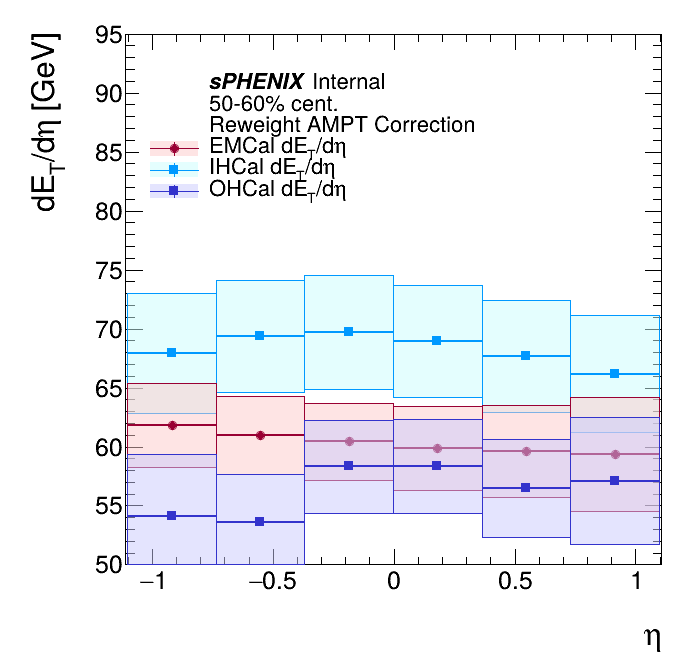 dE_T/dη [GeV]
95
90
85
80
75
70
65
60
55
50
sPHENIX Internal
50-60% cent.
Reweight AMPT Correction
EMCal dE_T/dη
IHCal dE_T/dη
OHCal dE_T/dη
−1 −0.5 0 0.5 1
η